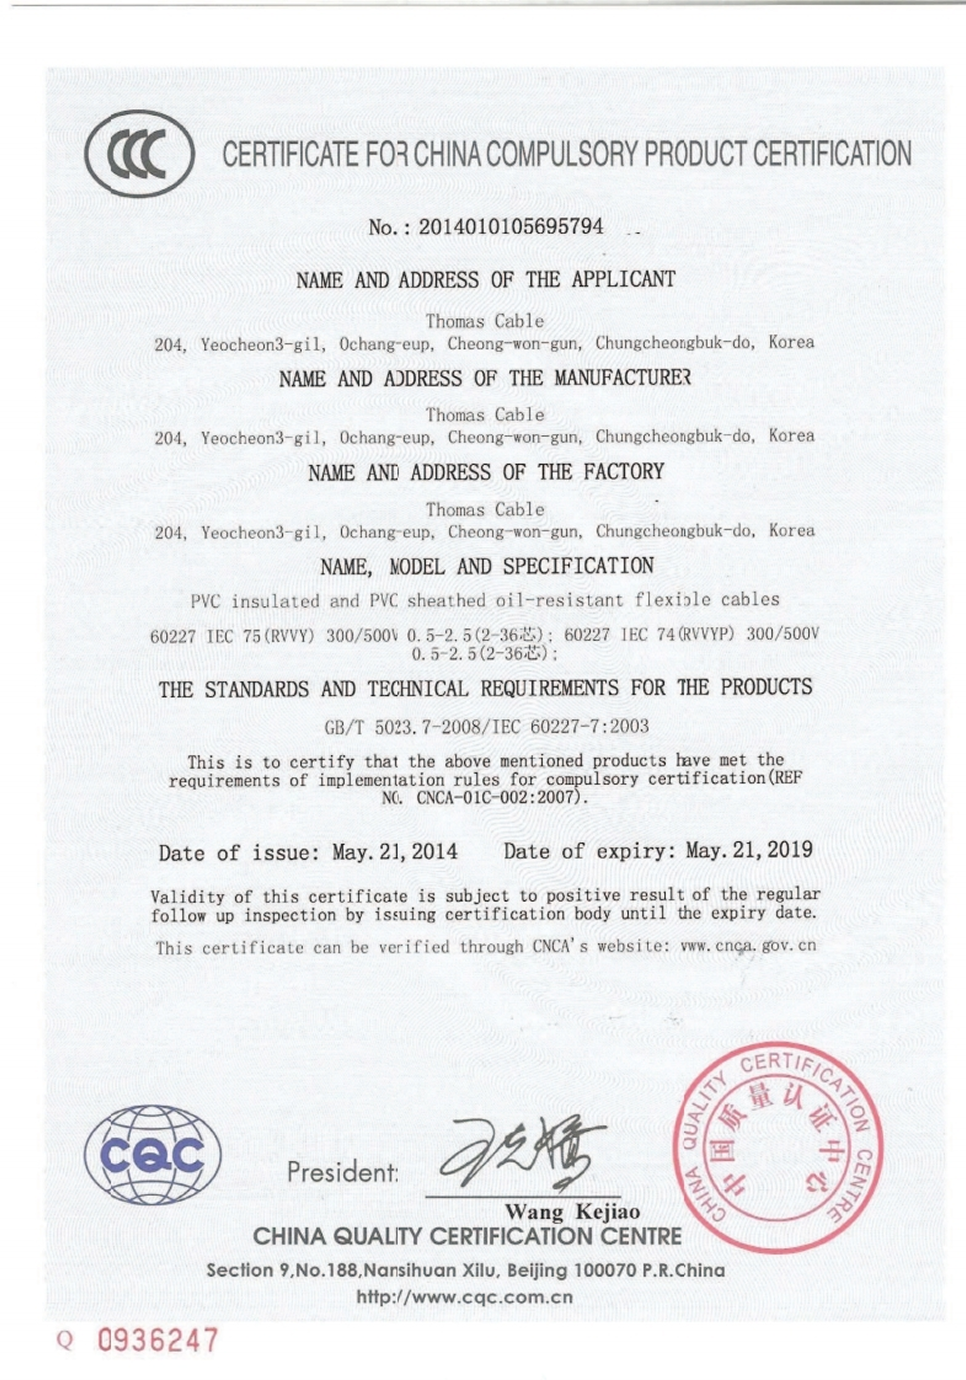 CCC CERTIFICATE FOR CHINA COMPULSORY PRODUCT CERTIFICATION
No.: 2014010105695794
NAME AND ADDRESS OF THE APPLICANT
Thomas Cable
204, Yeocheon3-gil, Ochang-eup, Cheong-won-gun, Chungcheongbuk-do, Korea
NAME AND ADDRESS OF THE MANUFACTURER
Thomas Cable
204, Yeocheon3-gil, Ochang-eup, Cheong-won-gun, Chungcheongbuk-do, Korea
NAME AND ADDRESS OF THE FACTORY
Thomas Cable
204, Yeocheon3-gil, Ochang-eup, Cheong-won-gun, Chungcheongbuk-do, Korea
NAME, MODEL AND SPECIFICATION
PVC insulated and PVC sheathed oil-resistant flexible cables
60227 IEC 75(RVVY) 300/500V 0.5-2.5(2-36芯); 60227 IEC 74(RVVYP) 300/500V
0.5-2.5(2-36芯);
THE STANDARDS AND TECHNICAL REQUIREMENTS FOR THE PRODUCTS
GB/T 5023.7-2008/IEC 60227-7:2003
This is to certify that the above mentioned products have met the
requirements of implementation rules for compulsory certification(REF
NO. CNCA-01C-002:2007).
Date of issue: May.21,2014 Date of expiry: May.21,2019
Validity of this certificate is subject to positive result of the regular
follow up inspection by issuing certification body until the expiry date.
This certificate can be verified through CNCA's website: www.cnca.gov.cn
CHINA QUALITY CERTIFICATION CENTRE
中国质量认证中心
CQC
President:
Wang Kejiao
CHINA QUALITY CERTIFICATION CENTRE
Section 9,No.188,Nansihuan Xilu, Beijing 100070 P.R.China
http://www.cqc.com.cn
Q 0936247